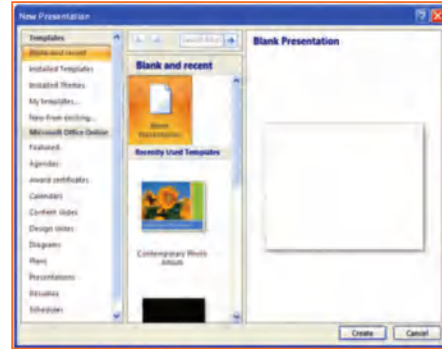 New Presentation
Templates
Blank and recent
Installed Templates
Installed Themes
My templates...
New from existing...
Microsoft Office Online
Featured
Agendas
Award certificates
Calendars
Content slides
Design slides
Diagrams
Plans
Presentations
Résumés
Schedules
Blank and recent
Blank Presentation
Recently Used Templates
Contemporary Photo
Album
Blank Presentation
Create
Cancel